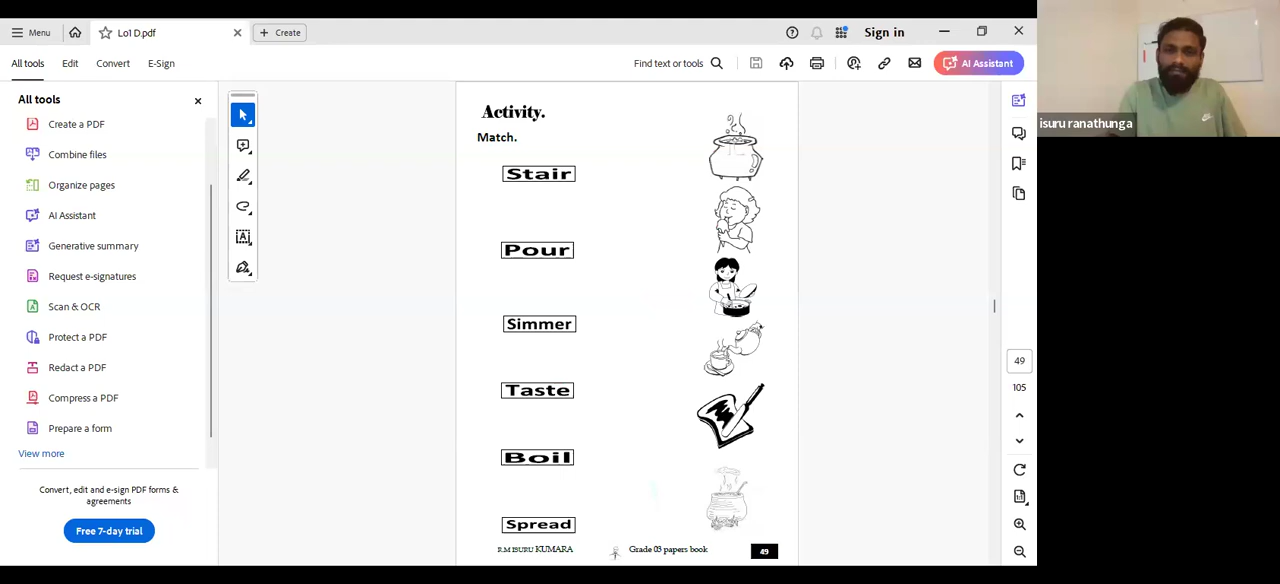 Menu
Lo1 D.pdf
Create
Sign in
All tools
Edit
Convert
E-Sign
Find text or tools
AI Assistant
All tools
Create a PDF
Combine files
Organize pages
AI Assistant
Generative summary
Request e-signatures
Scan & OCR
Protect a PDF
Redact a PDF
Compress a PDF
Prepare a form
View more
Convert, edit and e-sign PDF forms &
agreements
Free 7-day trial
Activity.
Match.
Stair
Pour
Simmer
Taste
Boil
Spread
R.M ISURU KUMARA
Grade 03 papers book
49
49
105
isuru ranathunga